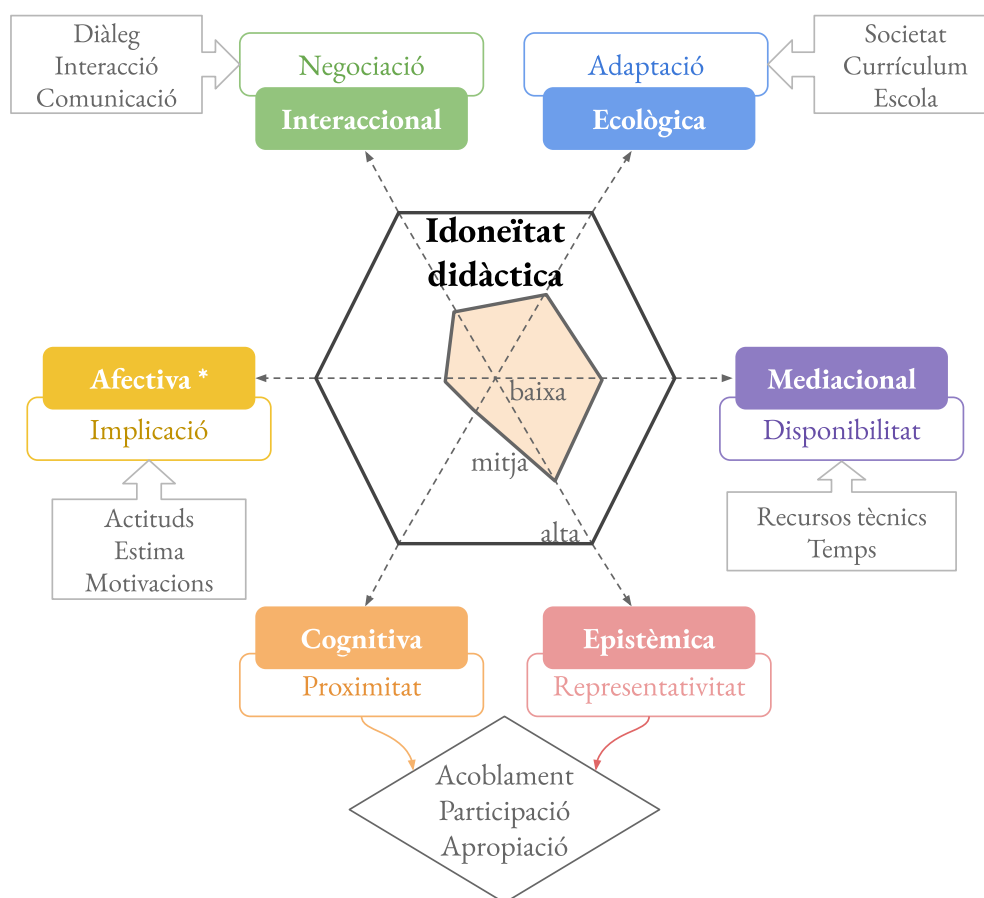 Diàleg
Interacció
Comunicació
Negociació
Interaccional
Adaptació
Ecològica
Societat
Currículum
Escola
Idoneïtat
didàctica
Afectiva *
Implicació
Actituds
Estima
Motivacions
baixa
mitja
alta
Mediacional
Disponibilitat
Recursos tècnics
Temps
Cognitiva
Proximitat
Epistèmica
Representativitat
Acoblament
Participació
Apropiació